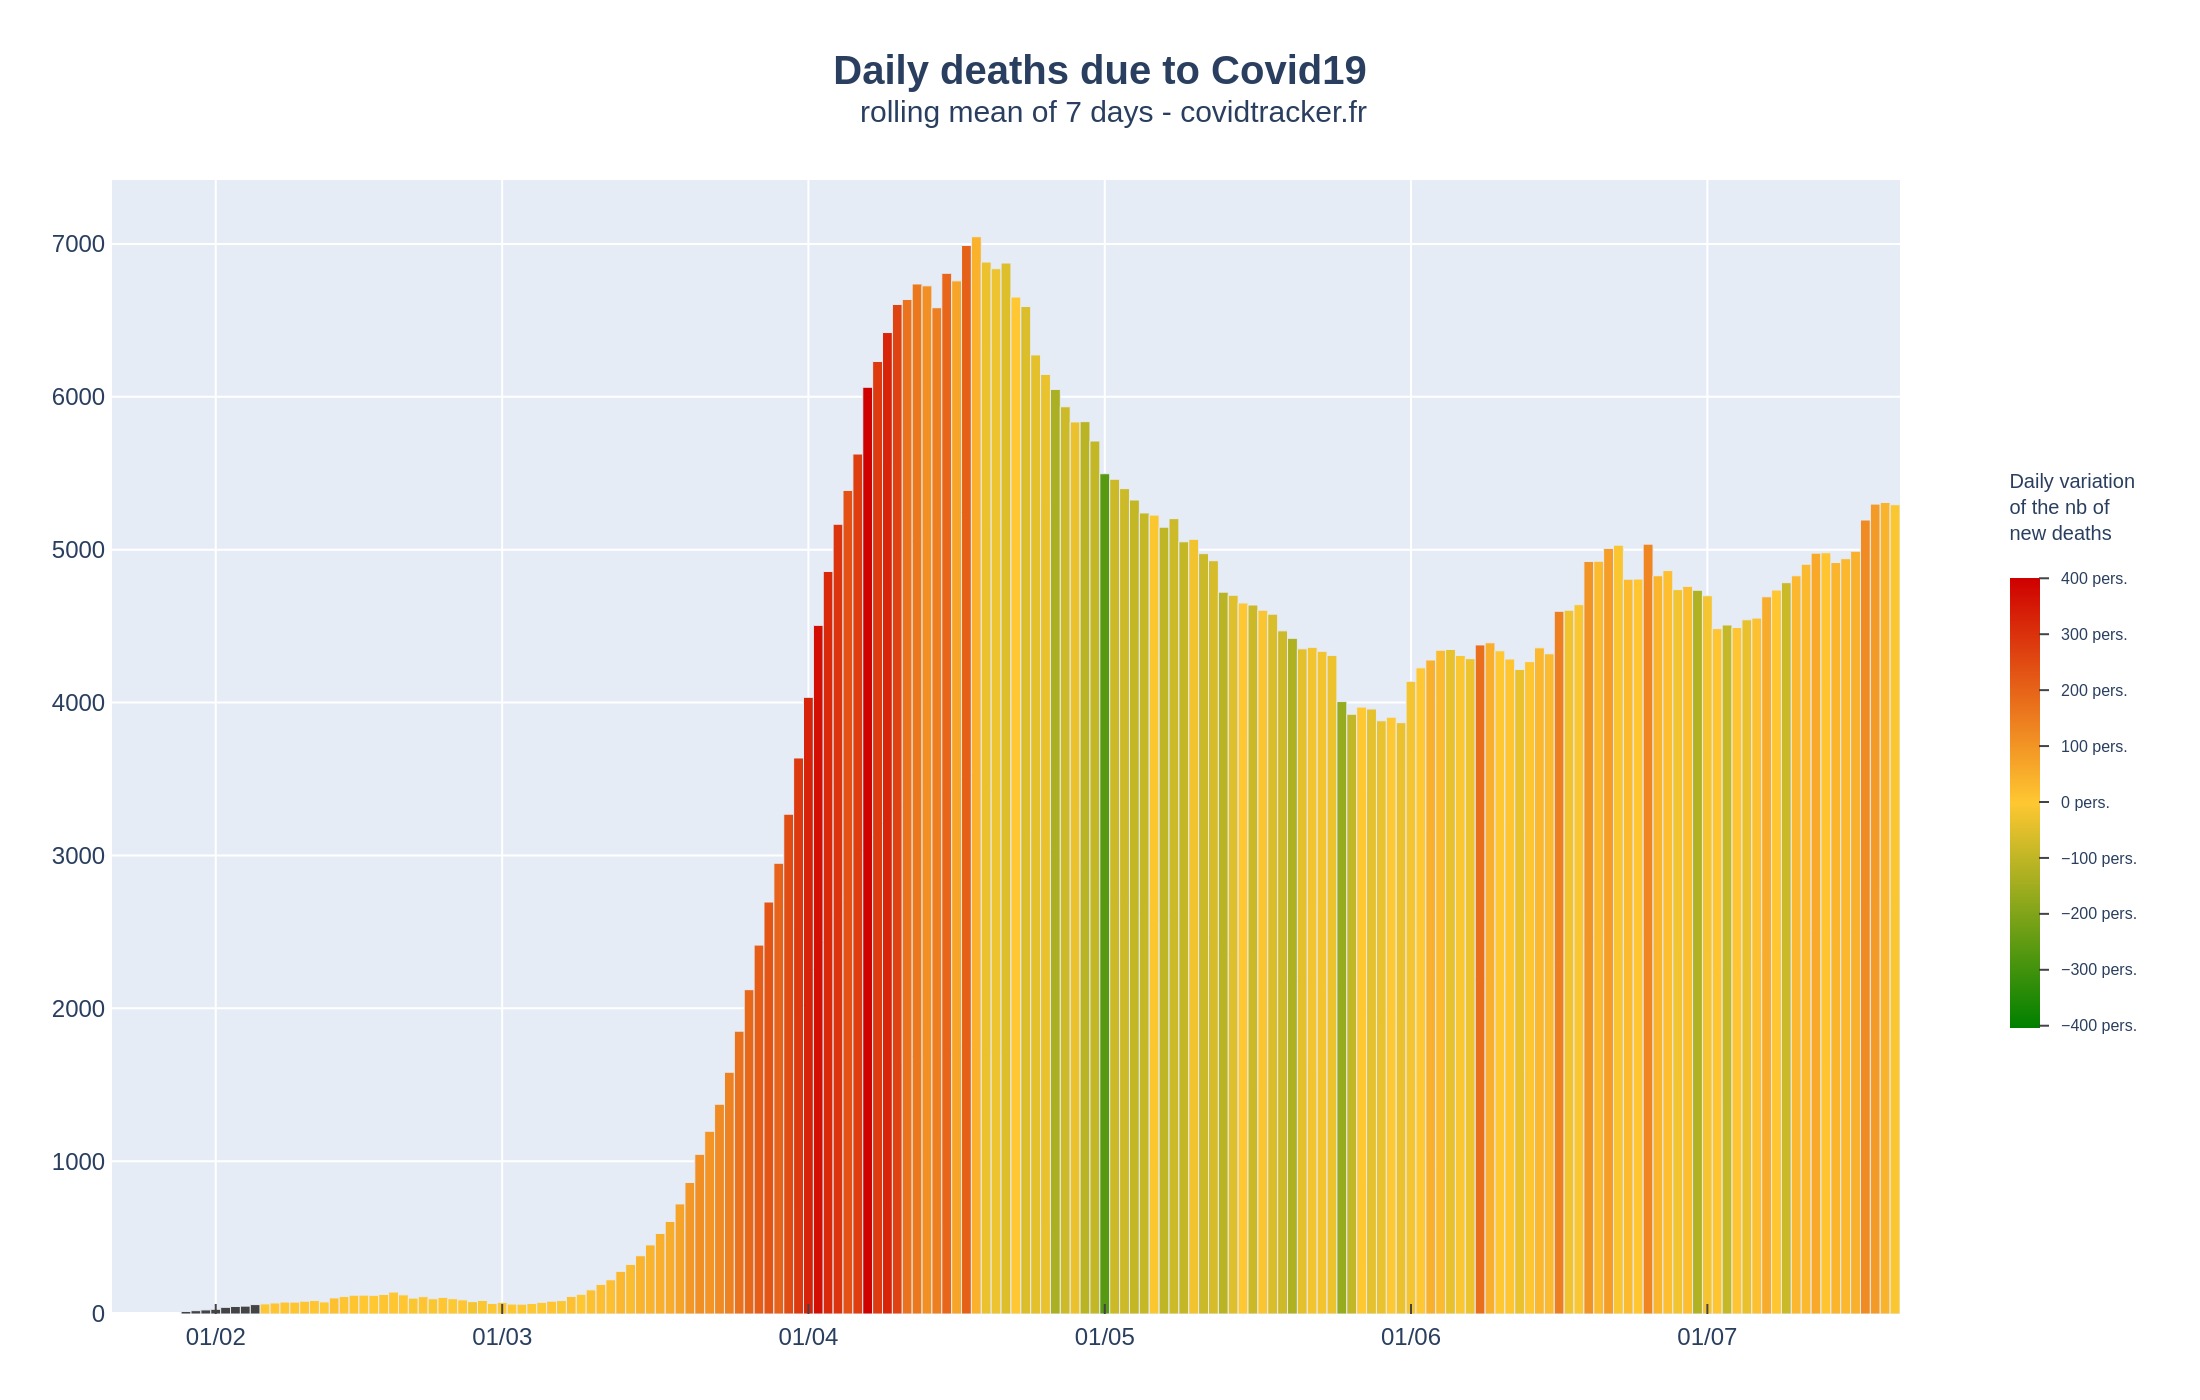 Daily deaths due to Covid19
rolling mean of 7 days - covidtracker.fr
7000
6000
5000
4000
3000
2000
1000
0
01/02
01/03
01/04
01/05
01/06
01/07
Daily variation
of the nb of
new deaths
400 pers.
300 pers.
200 pers.
100 pers.
0 pers.
−100 pers.
−200 pers.
−300 pers.
−400 pers.